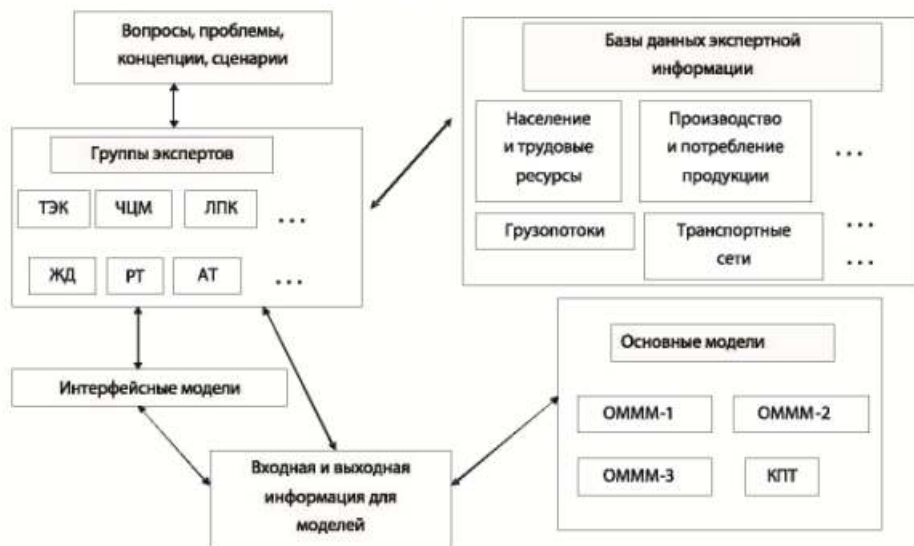 Вопросы, проблемы,
концепции, сценарии
Группы экспертов
ТЭК ЧЦМ ЛПК ...
ЖД РТ АТ ...
Базы данных экспертной
информации
Население
и трудовые
ресурсы
Производство
и потребление
продукции
...
Грузопотоки
Транспортные
сети
...
...
Интерфейсные модели
Входная и выходная
информация для
моделей
Основные модели
ОМММ-1 ОМММ-2
ОМММ-3 КПТ